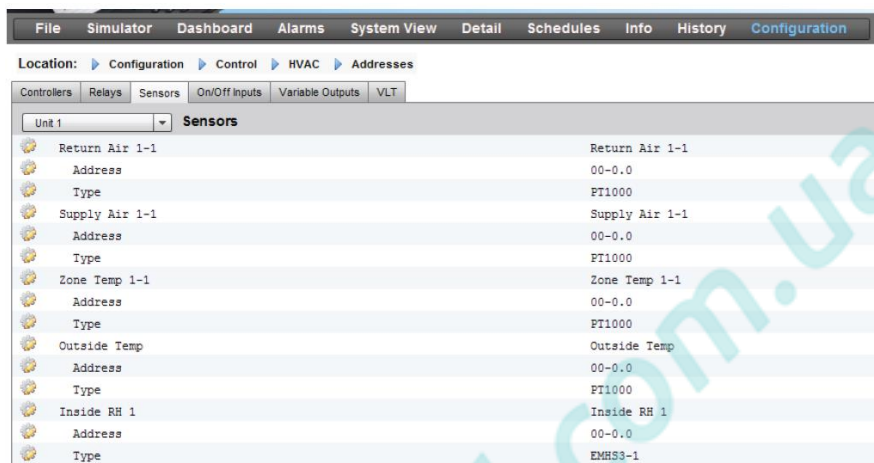 File Simulator Dashboard Alarms System View Detail Schedules Info History Configuration
Location: Configuration Control HVAC Addresses
Controllers Relays Sensors On/Off Inputs Variable Outputs VLT
Unit 1 Sensors
Return Air 1-1 Return Air 1-1
Address 00-0.0
Type PT1000
Supply Air 1-1 Supply Air 1-1
Address 00-0.0
Type PT1000
Zone Temp 1-1 Zone Temp 1-1
Address 00-0.0
Type PT1000
Outside Temp Outside Temp
Address 00-0.0
Type PT1000
Inside RH 1 Inside RH 1
Address 00-0.0
Type EMHS3-1
.com.ua